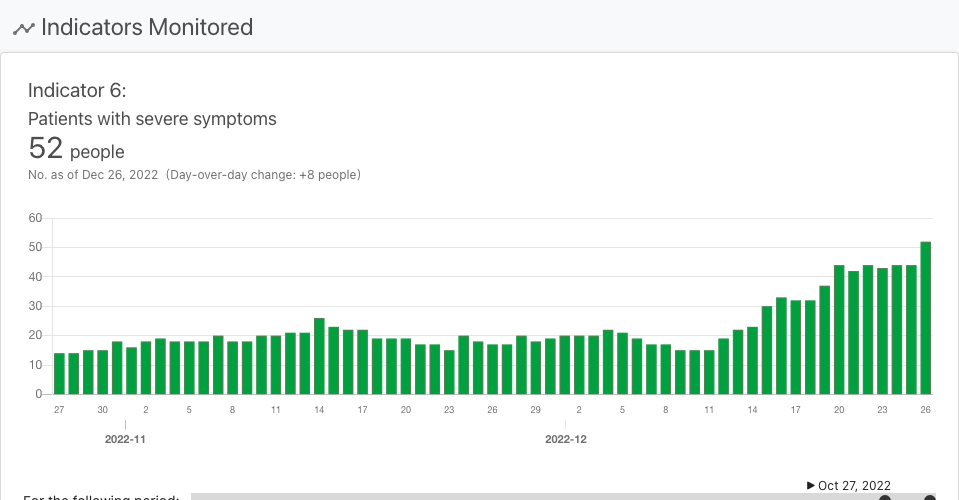 Indicators Monitored
Indicator 6:
Patients with severe symptoms
52 people
No. as of Dec 26, 2022 (Day-over-day change: +8 people)
60
50
40
30
20
10
0
27 30 2 5 8 11 14 17 20 23 26 29 2 5 8 11 14 17 20 23 26
2022-11 2022-12
▶ Oct 27, 2022
For the following period: